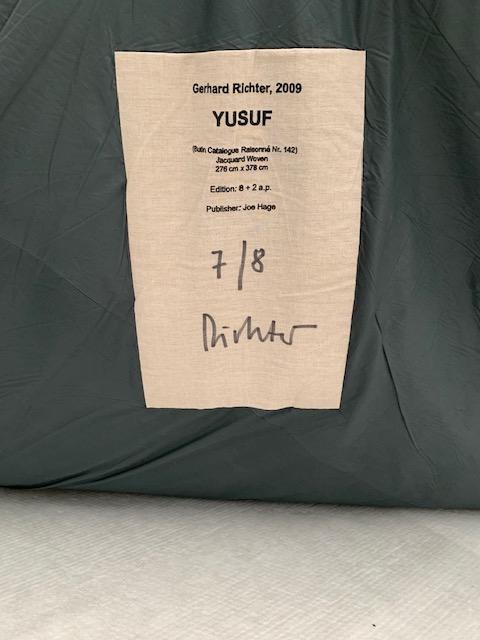 Gerhard Richter, 2009
YUSUF
(Butin Catalogue Raisonné Nr. 142)
Jacquard Woven
276 cm x 378 cm
Edition: 8 + 2 a.p.
Publisher: Joe Hage
7/8
Richter